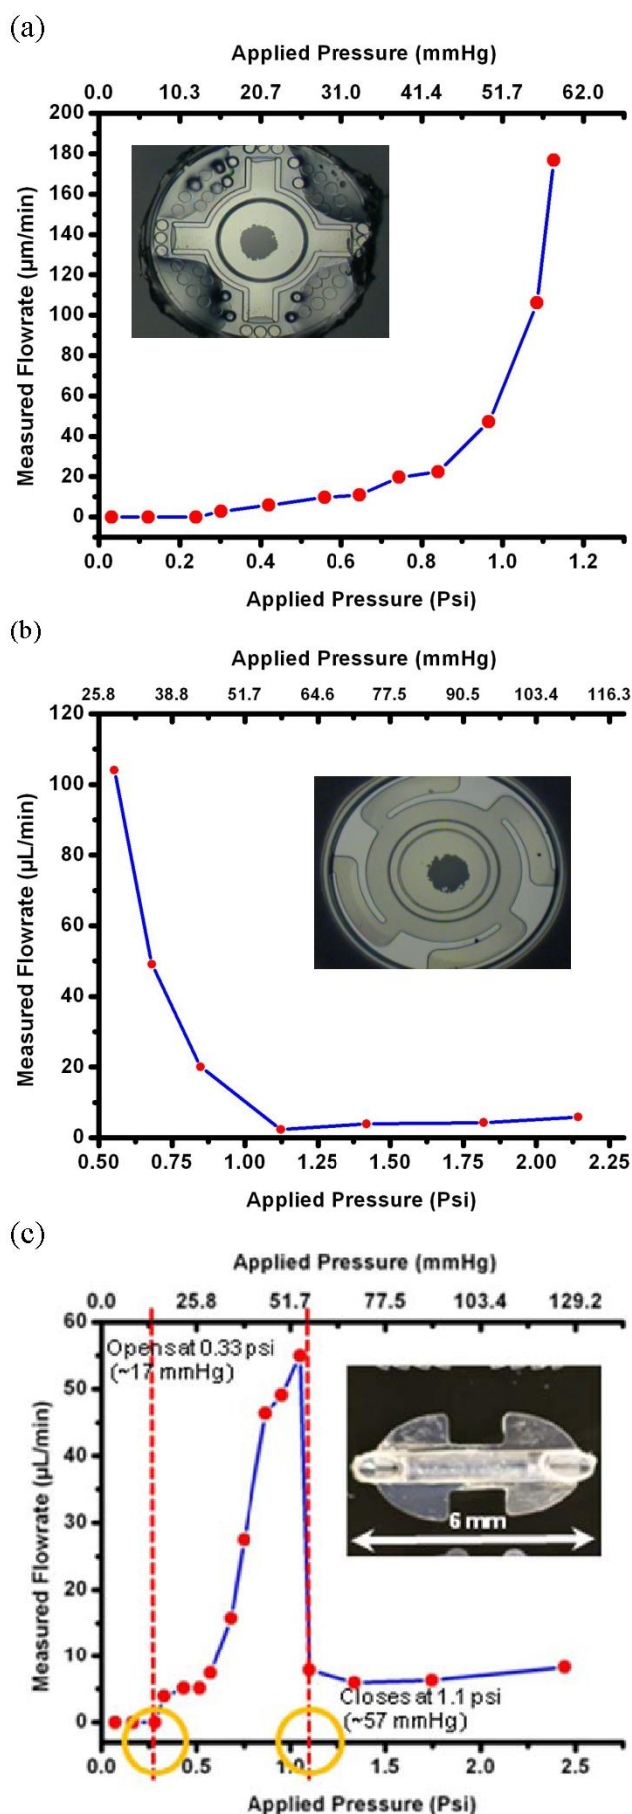 (a)
Applied Pressure (mmHg)
0.0 10.3 20.7 31.0 41.4 51.7 62.0
200
180
160
140
120
100
80
60
40
20
0
Measured Flowrate (µm/min)
0.0 0.2 0.4 0.6 0.8 1.0 1.2
Applied Pressure (Psi)
(b)
Applied Pressure (mmHg)
25.8 38.8 51.7 64.6 77.5 90.5 103.4 116.3
120
100
80
60
40
20
0
Measured Flowrate (µL/min)
0.50 0.75 1.00 1.25 1.50 1.75 2.00 2.25
Applied Pressure (Psi)
(c)
Applied Pressure (mmHg)
0.0 25.8 51.7 77.5 103.4 129.2
60
50
40
30
20
10
0
Measured Flowrate (µL/min)
Opens at 0.33 psi
(~17 mmHg)
6 mm
Closes at 1.1 psi
(~57 mmHg)
0.0 0.5 1.0 1.5 2.0 2.5
Applied Pressure (Psi)